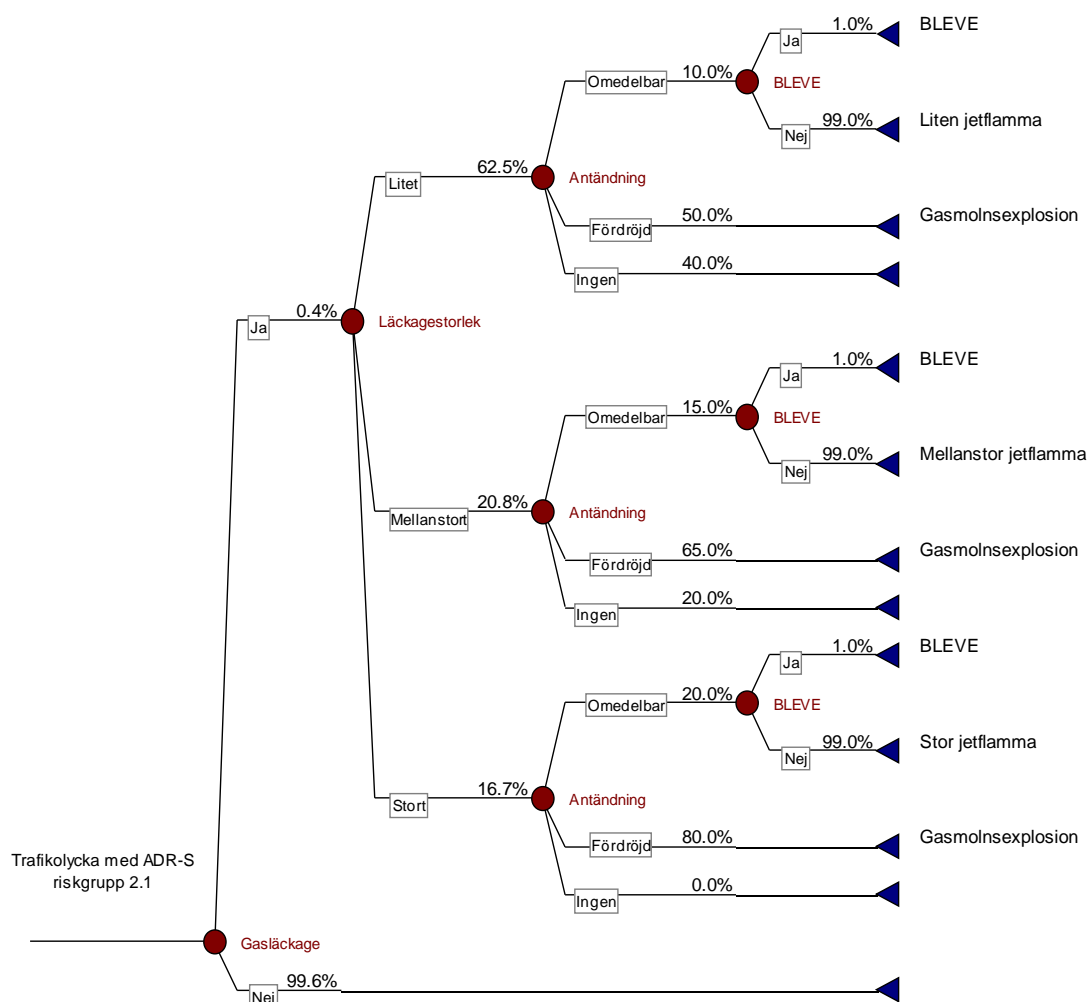 1.0%
BLEVE
Ja
Omedelbar
10.0%
BLEVE
99.0%
Liten jetflamma
Nej
62.5%
Litet
Antändning
50.0%
Gasmolnsexplosion
Fördröjd
40.0%
Ingen
0.4%
Ja
Läckagestorlek
1.0%
BLEVE
Ja
Omedelbar
15.0%
BLEVE
99.0%
Mellanstor jetflamma
Nej
20.8%
Mellanstort
Antändning
65.0%
Gasmolnsexplosion
Fördröjd
20.0%
Ingen
1.0%
BLEVE
Ja
Omedelbar
20.0%
BLEVE
99.0%
Stor jetflamma
Nej
16.7%
Stort
Antändning
80.0%
Gasmolnsexplosion
Fördröjd
0.0%
Ingen
Trafikolycka med ADR-S
riskgrupp 2.1
Gasläckage
99.6%
Nej